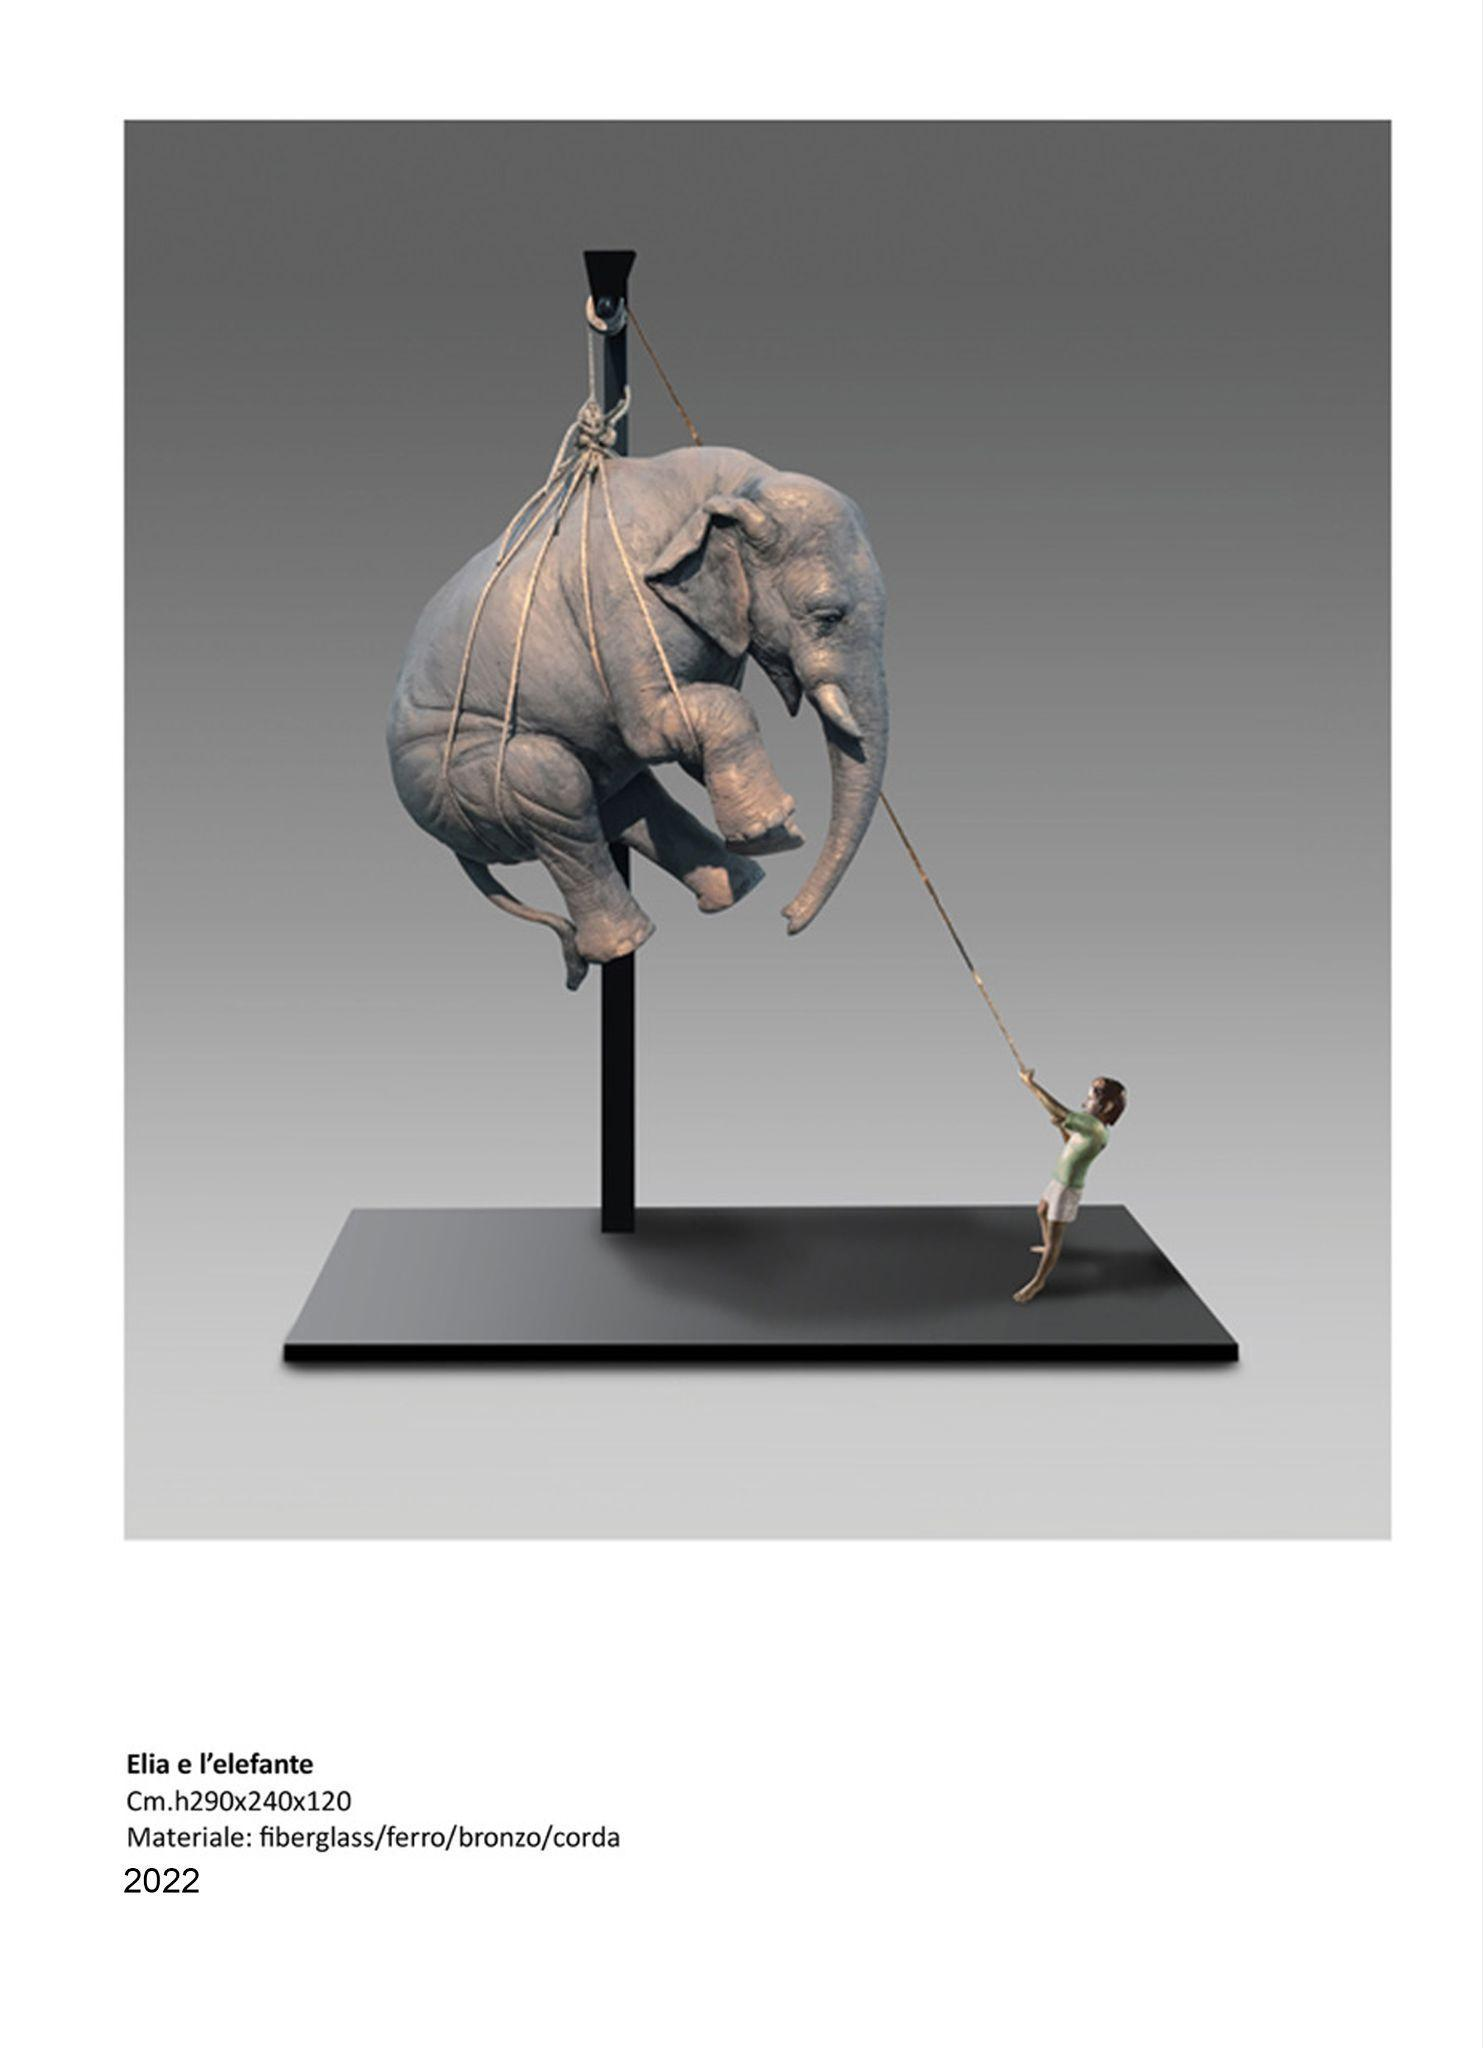 Elia e l’elefante
Cm.h290x240x120
Materiale: fiberglass/ferro/bronzo/corda
2022